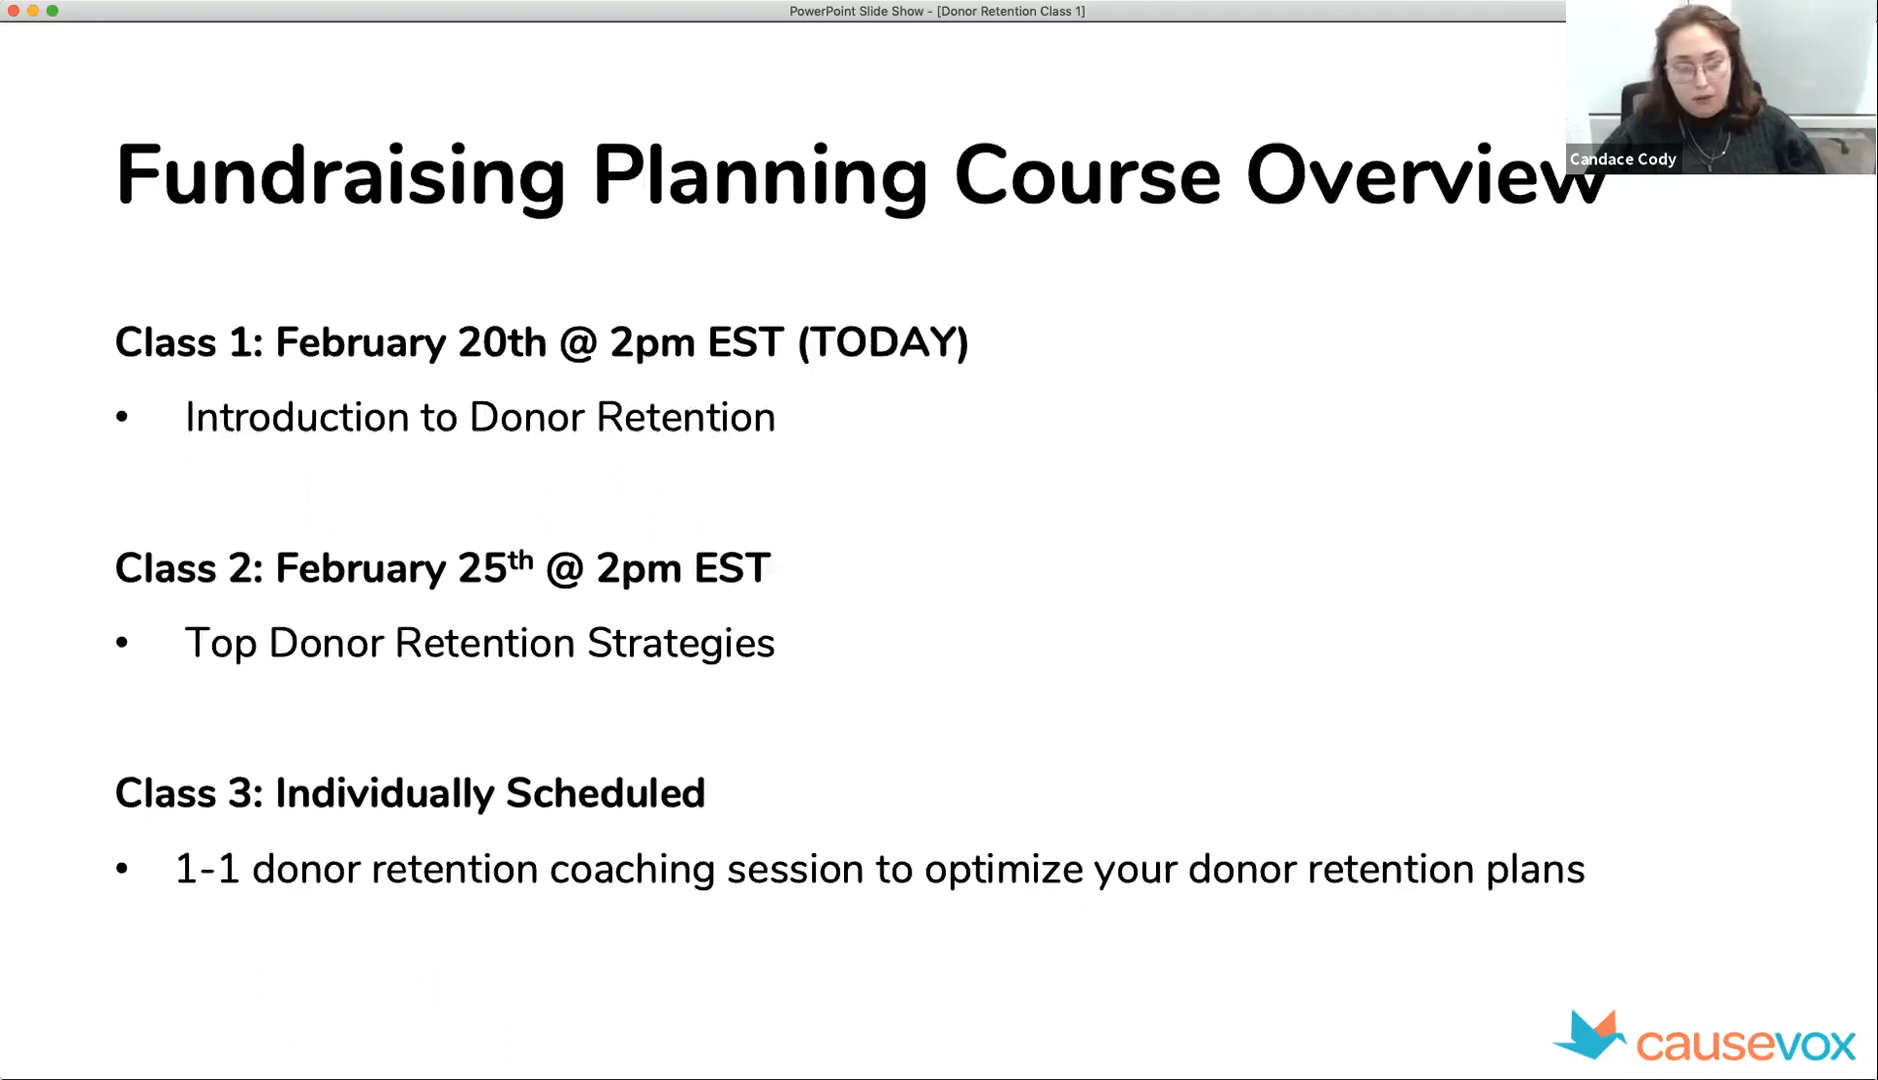 PowerPoint Slide Show - [Donor Retention Class 1]
Candace Cody
Fundraising Planning Course Overview
Class 1: February 20th @ 2pm EST (TODAY)
• Introduction to Donor Retention
Class 2: February 25th @ 2pm EST
• Top Donor Retention Strategies
Class 3: Individually Scheduled
• 1-1 donor retention coaching session to optimize your donor retention plans
causevox